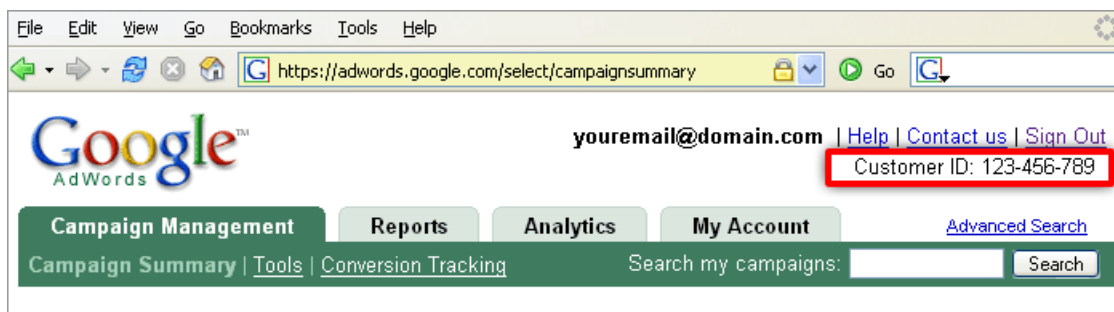 File Edit View Go Bookmarks Tools Help
https://adwords.google.com/select/campaignsummary Go
Google™ AdWords
youremail@domain.com | Help | Contact us | Sign Out
Customer ID: 123-456-789
Campaign Management Reports Analytics My Account Advanced Search
Campaign Summary | Tools | Conversion Tracking Search my campaigns: Search